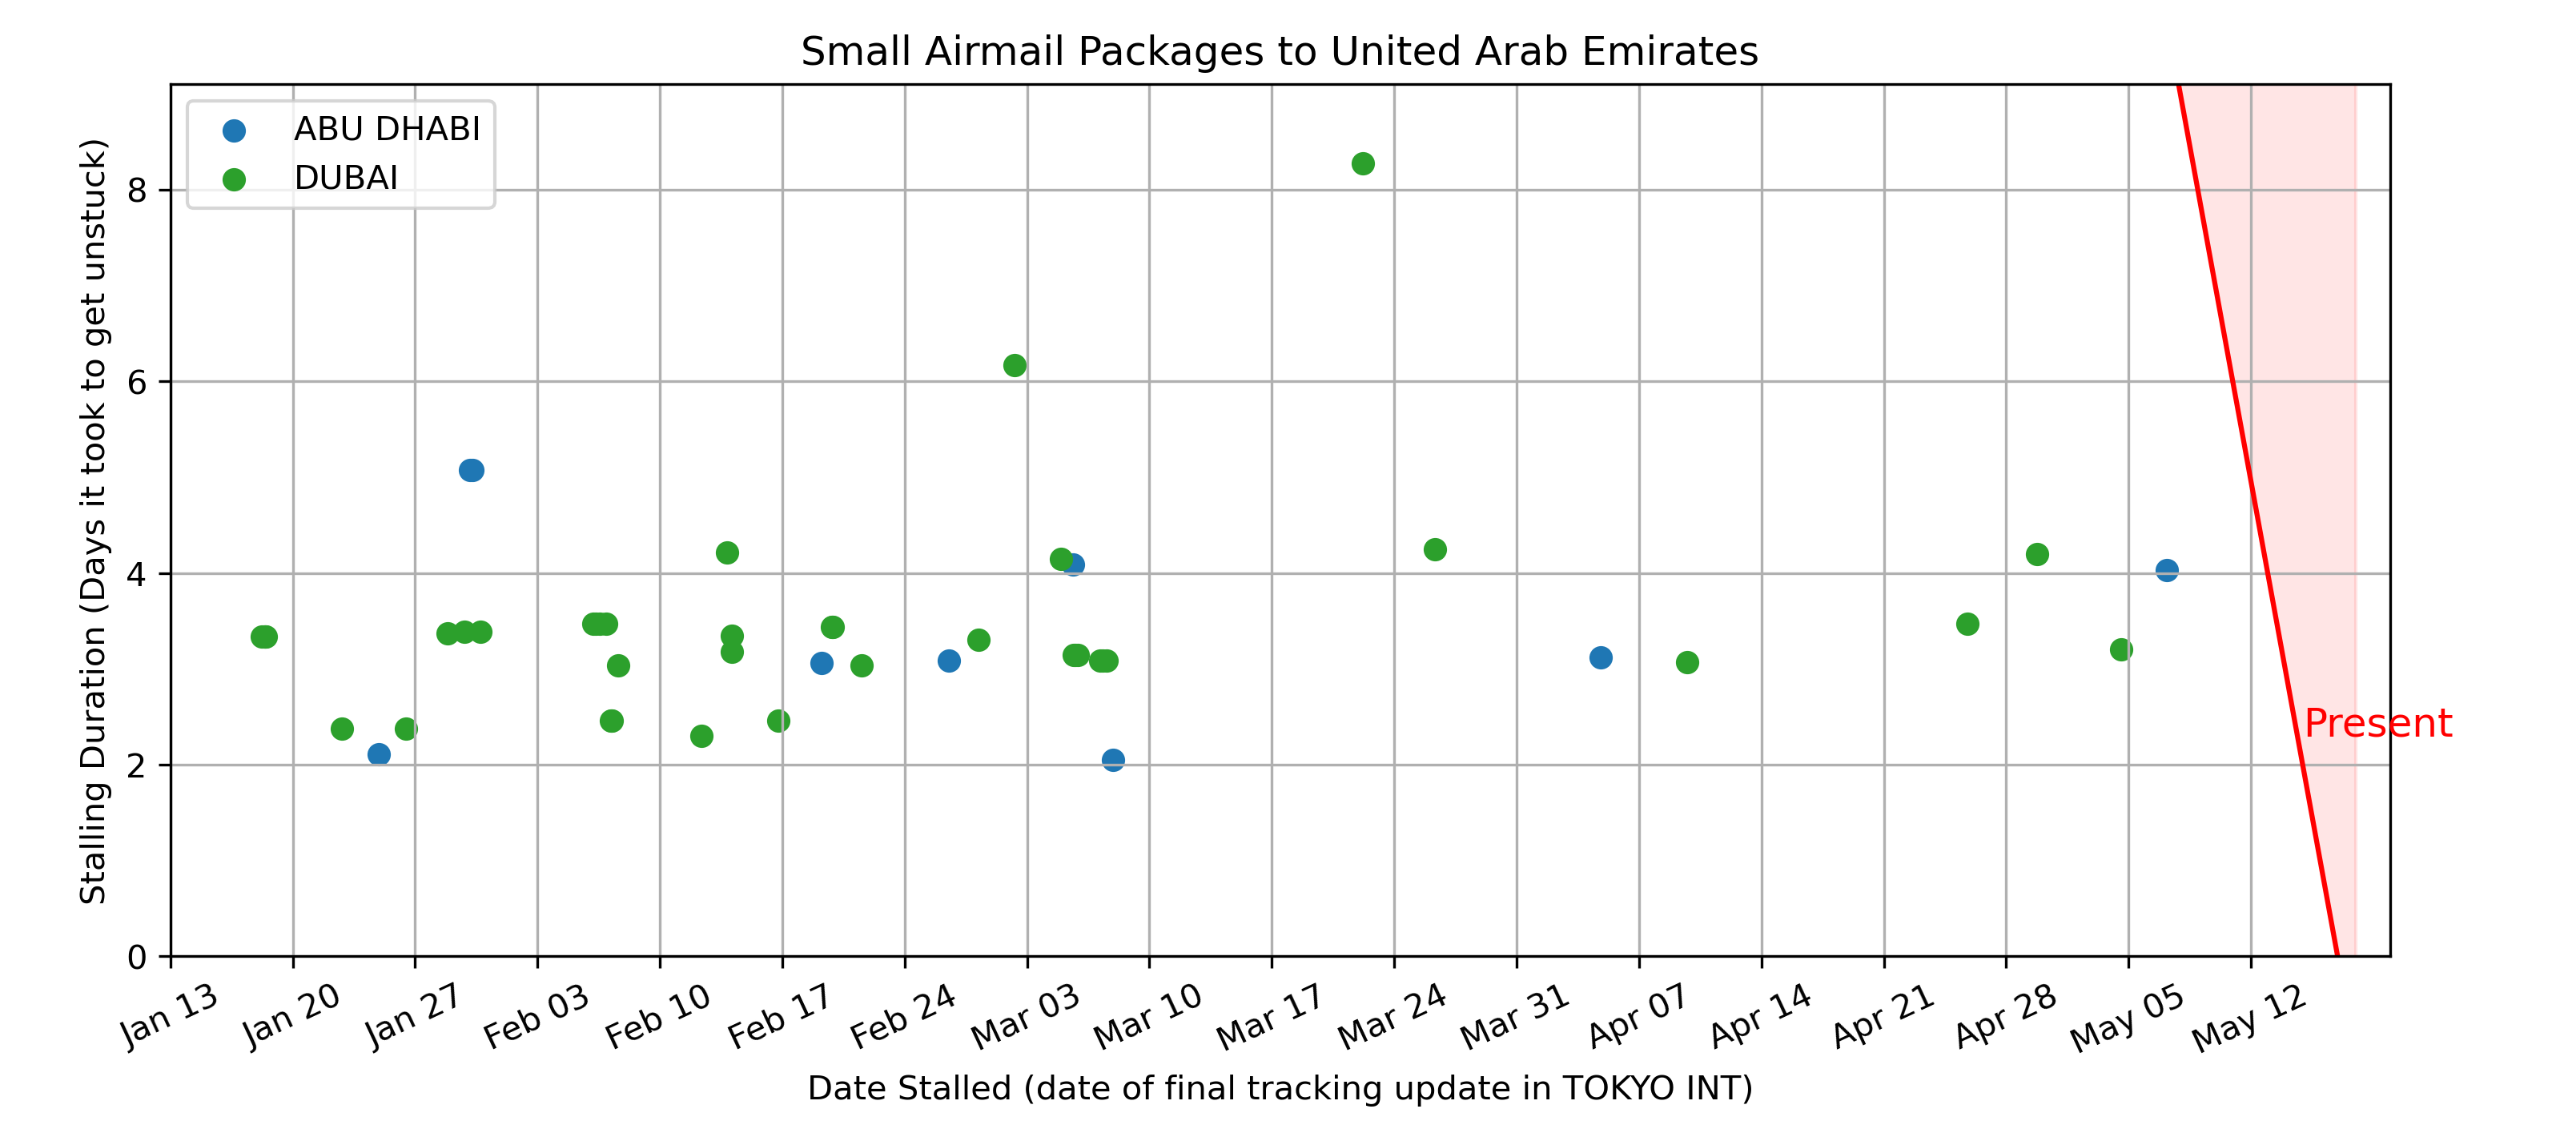 Small Airmail Packages to United Arab Emirates
ABU DHABI
DUBAI
Stalling Duration (Days it took to get unstuck)
8
6
4
2
0
Present
Jan 13
Jan 20
Jan 27
Feb 03
Feb 10
Feb 17
Feb 24
Mar 03
Mar 10
Mar 17
Mar 24
Mar 31
Apr 07
Apr 14
Apr 21
Apr 28
May 05
May 12
Date Stalled (date of final tracking update in TOKYO INT)